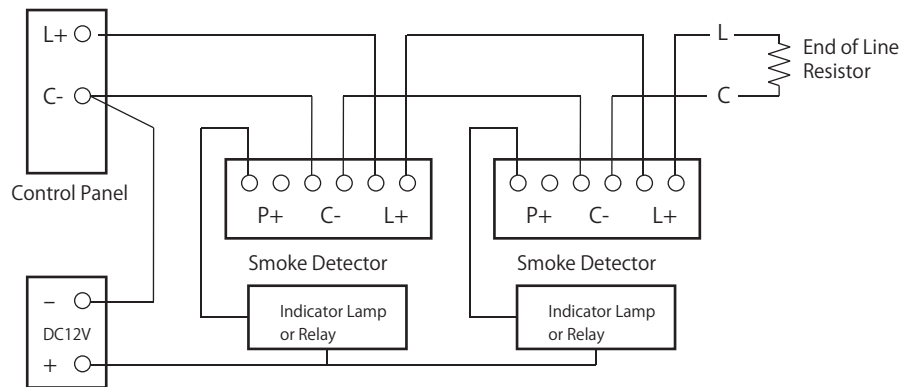 L+
C-
Control Panel
L
C
End of Line
Resistor
P+ C- L+
Smoke Detector
P+ C- L+
Smoke Detector
Indicator Lamp
or Relay
Indicator Lamp
or Relay
–
DC12V
+